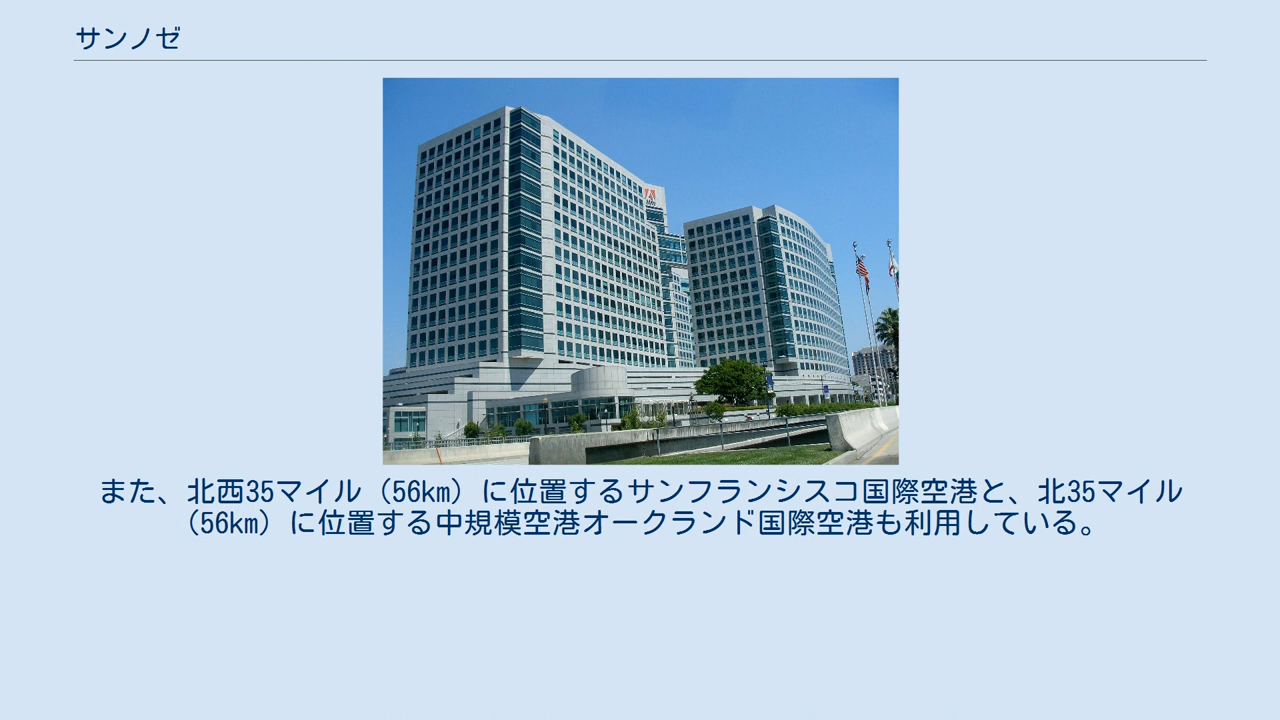 サンノゼ
また、北西35マイル（56km）に位置するサンフランシスコ国際空港と、北35マイル
（56km）に位置する中規模空港オークランド国際空港も利用している。